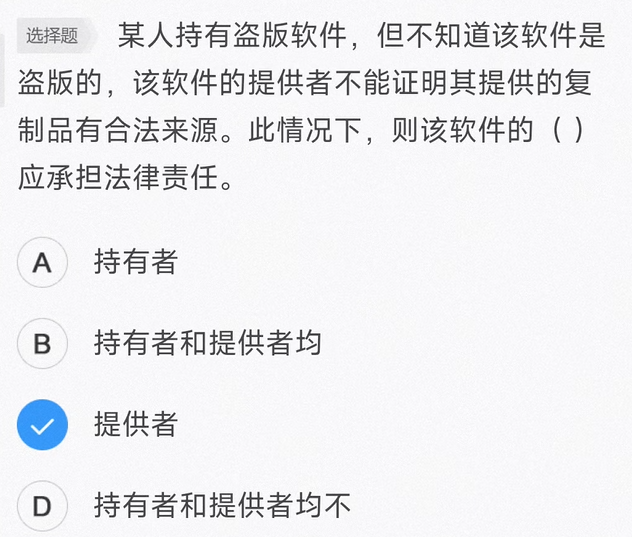 选择题 某人持有盗版软件，但不知道该软件是
盗版的，该软件的提供者不能证明其提供的复
制品有合法来源。此情况下，则该软件的（ ）
应承担法律责任。
A 持有者
B 持有者和提供者均
提供者
D 持有者和提供者均不